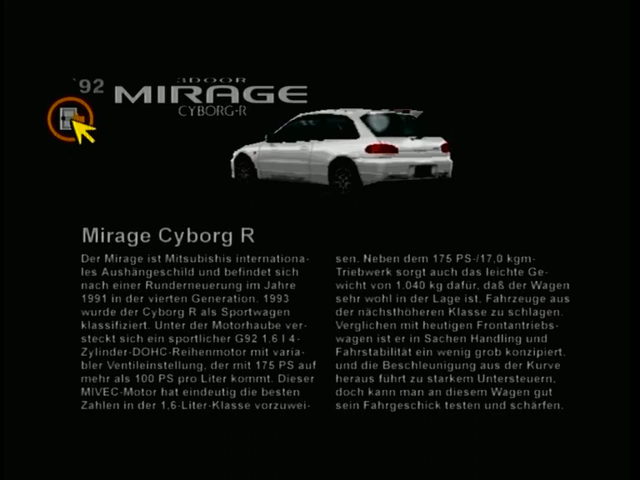 `92
3DOOR
MIRAGE
CYBORG-R
Mirage Cyborg R
Der Mirage ist Mitsubishis internationa-
les Aushängeschild und befindet sich
nach einer Runderneuerung im Jahre
1991 in der vierten Generation. 1993
wurde der Cyborg R als Sportwagen
klassifiziert. Unter der Motorhaube ver-
steckt sich ein sportlicher G92 1,6 I 4-
Zylinder-DOHC-Reihenmotor mit varia-
bler Ventileinstellung, der mit 175 PS auf
mehr als 100 PS pro Liter kommt. Dieser
MIVEC-Motor hat eindeutig die besten
Zahlen in der 1,6-Liter-Klasse vorzuwei-
sen. Neben dem 175 PS-/17,0 kgm-
Triebwerk sorgt auch das leichte Ge-
wicht von 1.040 kg dafür, daß der Wagen
sehr wohl in der Lage ist, Fahrzeuge aus
der nächsthöheren Klasse zu schlagen.
Verglichen mit heutigen Frontantriebs-
wagen ist er in Sachen Handling und
Fahrstabilität ein wenig grob konzipiert,
und die Beschleunigung aus der Kurve
heraus führt zu starkem Untersteuern,
doch kann man an diesem Wagen gut
sein Fahrgeschick testen und schärfen.